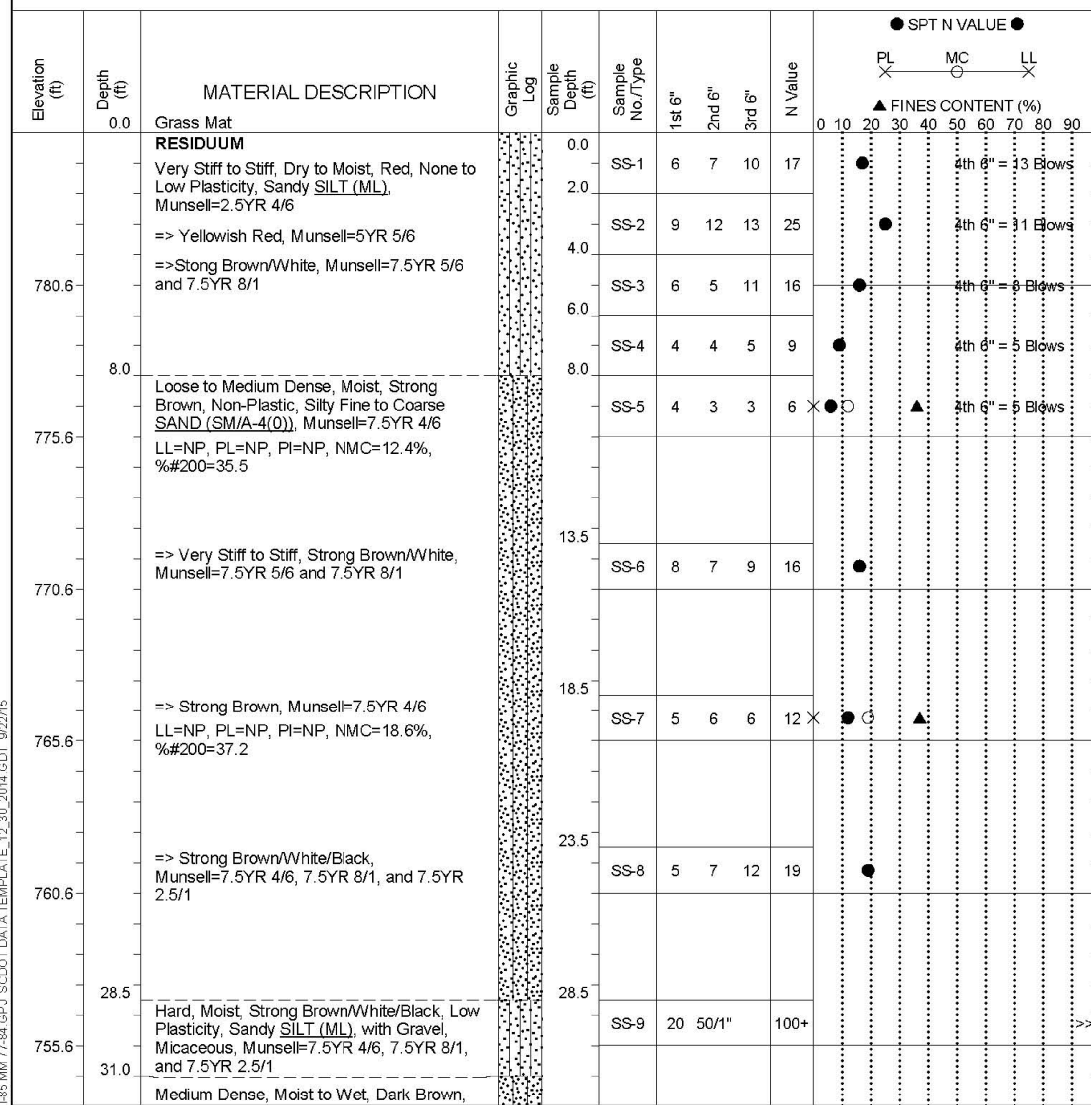 ● SPT N VALUE ●
PL MC LL
▲ FINES CONTENT (%)
0 10 20 30 40 50 60 70 80 90
Elevation (ft)
Depth (ft)
MATERIAL DESCRIPTION
Graphic Log
Sample Depth (ft)
Sample No./Type
1st 6"
2nd 6"
3rd 6"
N Value
0.0 Grass Mat
RESIDUUM
0.0
Very Stiff to Stiff, Dry to Moist, Red, None to
Low Plasticity, Sandy SILT (ML),
Munsell=2.5YR 4/6
SS-1 6 7 10 17 4th 6" = 13 Blows
2.0
=> Yellowish Red, Munsell=5YR 5/6
SS-2 9 12 13 25 4th 6" = 11 Blows
4.0
=>Stong Brown/White, Munsell=7.5YR 5/6
and 7.5YR 8/1
780.6
SS-3 6 5 11 16 4th 6" = 8 Blows
6.0
SS-4 4 4 5 9 4th 6" = 5 Blows
8.0
8.0
Loose to Medium Dense, Moist, Strong
Brown, Non-Plastic, Silty Fine to Coarse
SAND (SM/A-4(0)), Munsell=7.5YR 4/6
SS-5 4 3 3 6 4th 6" = 5 Blows
775.6
LL=NP, PL=NP, PI=NP, NMC=12.4%,
%#200=35.5
13.5
=> Very Stiff to Stiff, Strong Brown/White,
Munsell=7.5YR 5/6 and 7.5YR 8/1
SS-6 8 7 9 16
770.6
18.5
=> Strong Brown, Munsell=7.5YR 4/6
LL=NP, PL=NP, PI=NP, NMC=18.6%,
%#200=37.2
SS-7 5 6 6 12
765.6
23.5
=> Strong Brown/White/Black,
Munsell=7.5YR 4/6, 7.5YR 8/1, and 7.5YR
2.5/1
SS-8 5 7 12 19
760.6
28.5
28.5
Hard, Moist, Strong Brown/White/Black, Low
Plasticity, Sandy SILT (ML), with Gravel,
Micaceous, Munsell=7.5YR 4/6, 7.5YR 8/1,
and 7.5YR 2.5/1
SS-9 20 50/1" 100+ >>
755.6
31.0
Medium Dense, Moist to Wet, Dark Brown,
I-85 MM 77-84.GPJ SCDOT DATA TEMPLATE_12_30_2014.GDT 9/22/15